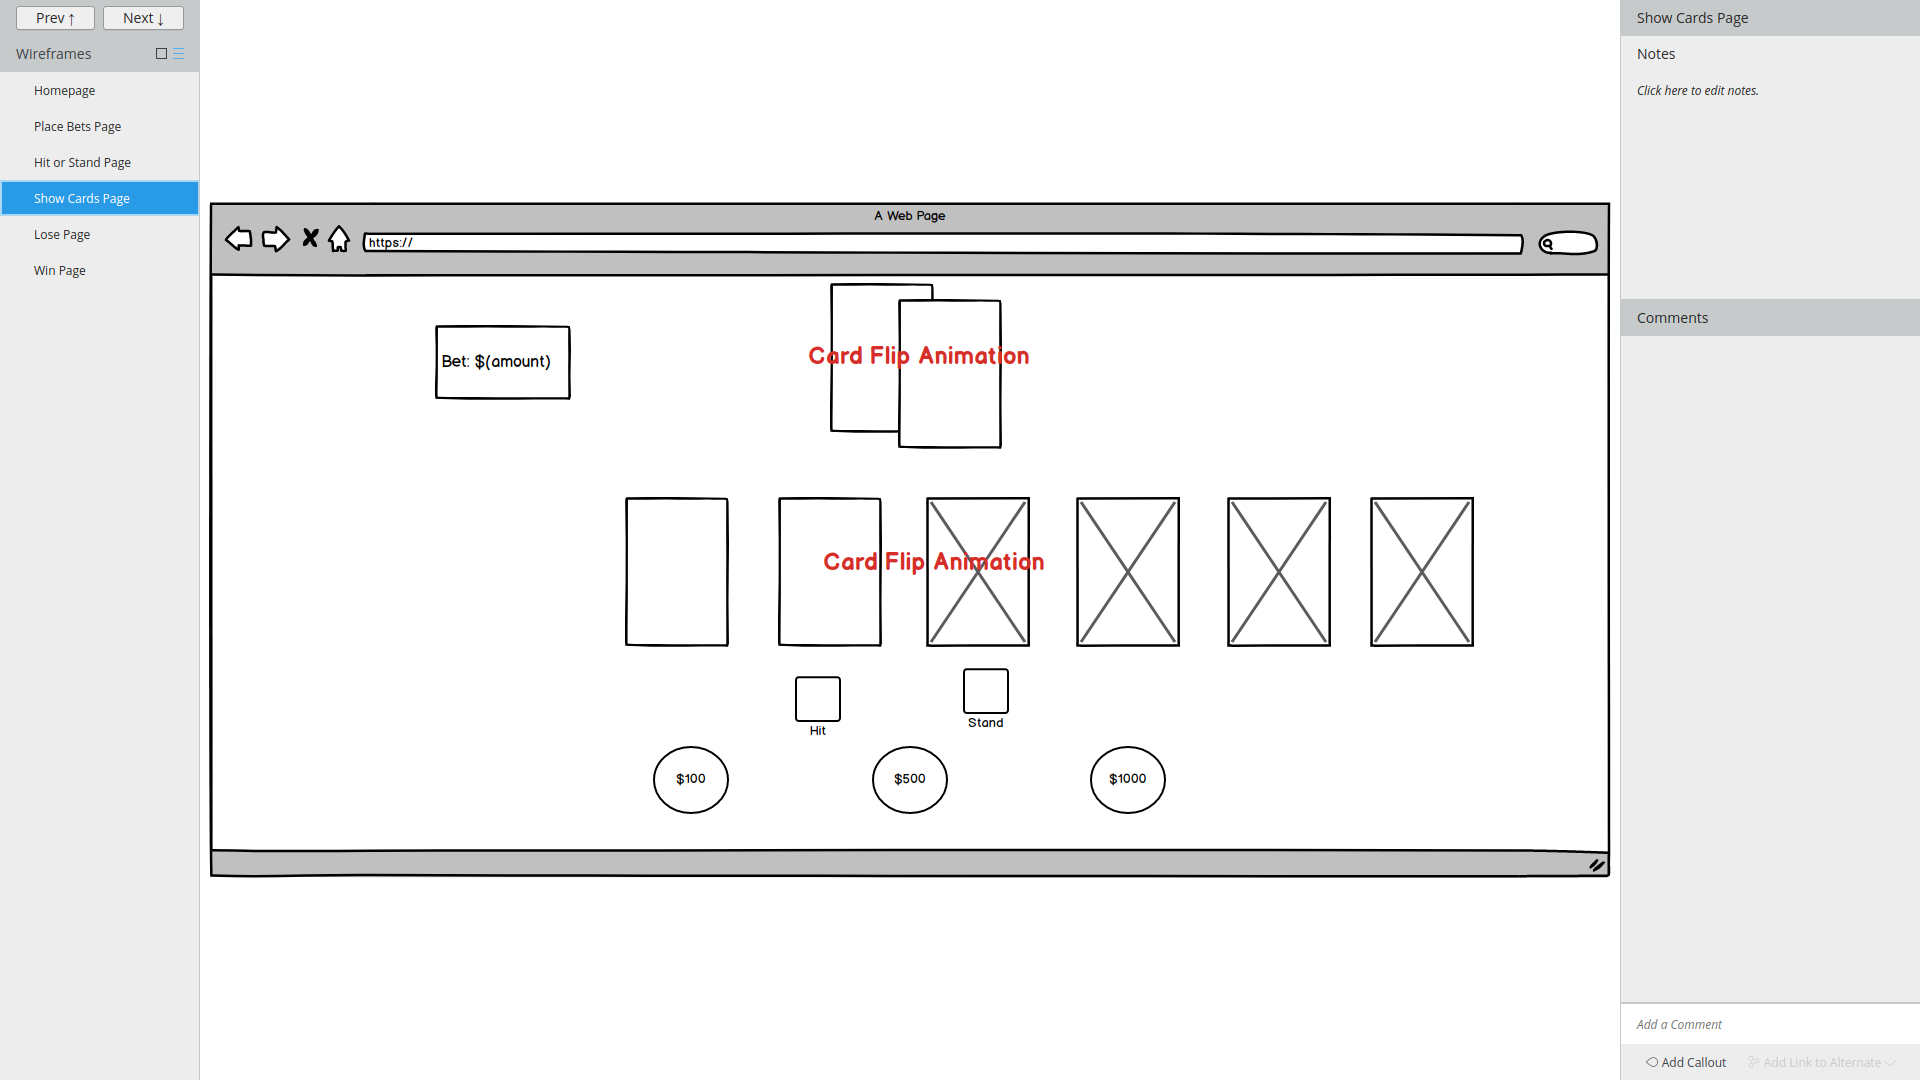 Prev ↑
Next ↓
Wireframes
Homepage
Place Bets Page
Hit or Stand Page
Show Cards Page
Lose Page
Win Page
A Web Page
https://
Bet: $(amount)
Card Flip Animation
Card Flip Animation
Hit
Stand
$100
$500
$1000
Show Cards Page
Notes
Click here to edit notes.
Comments
Add a Comment
Add Callout
Add Link to Alternate